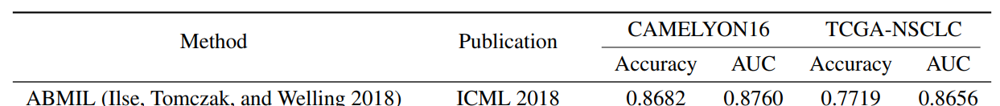 Method Publication CAMELYON16 TCGA-NSCLC
Accuracy AUC Accuracy AUC
ABMIL (Ilse, Tomczak, and Welling 2018) ICML 2018 0.8682 0.8760 0.7719 0.8656